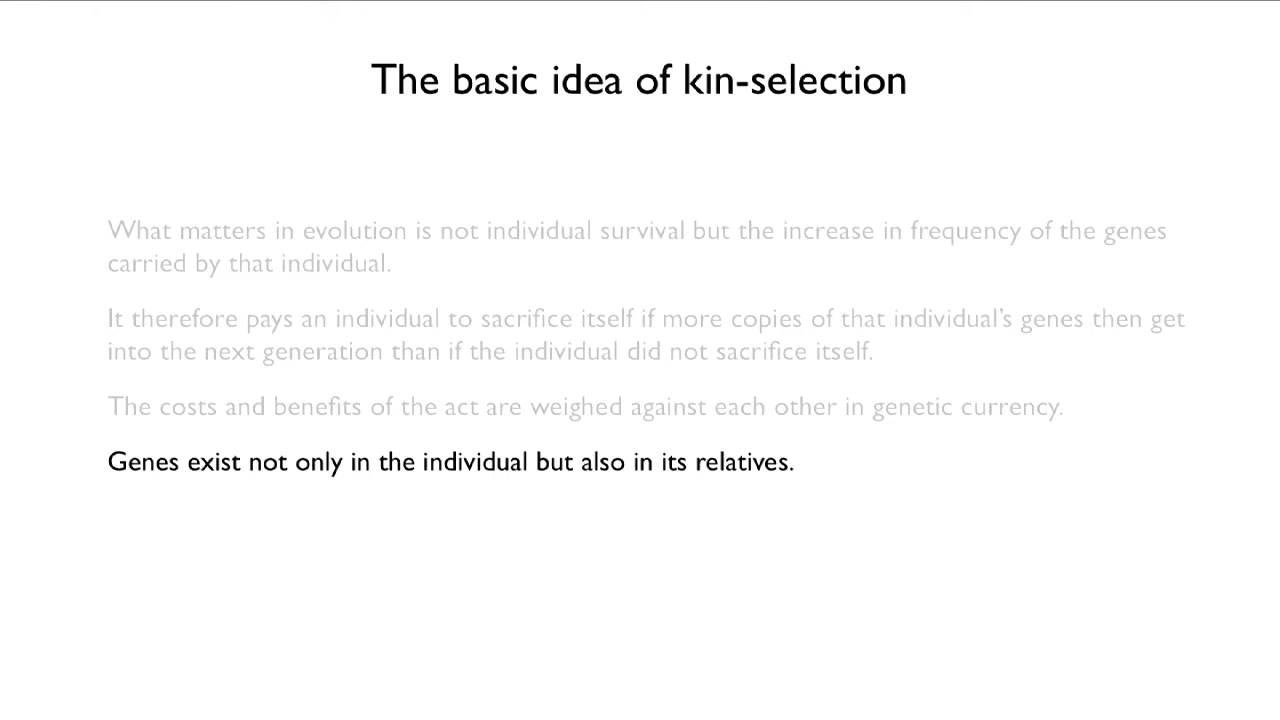 The basic idea of kin-selection
What matters in evolution is not individual survival but the increase in frequency of the genes
carried by that individual.
It therefore pays an individual to sacrifice itself if more copies of that individual’s genes then get
into the next generation than if the individual did not sacrifice itself.
The costs and benefits of the act are weighed against each other in genetic currency.
Genes exist not only in the individual but also in its relatives.